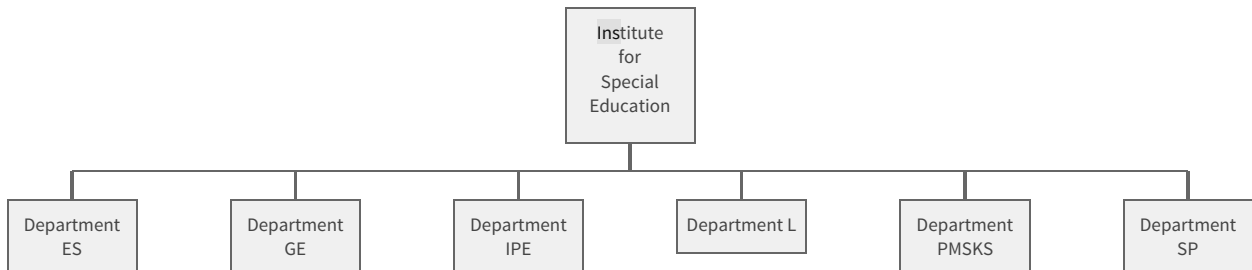 Institute
for
Special
Education
Department
ES
Department
GE
Department
IPE
Department L
Department
PMSKS
Department
SP